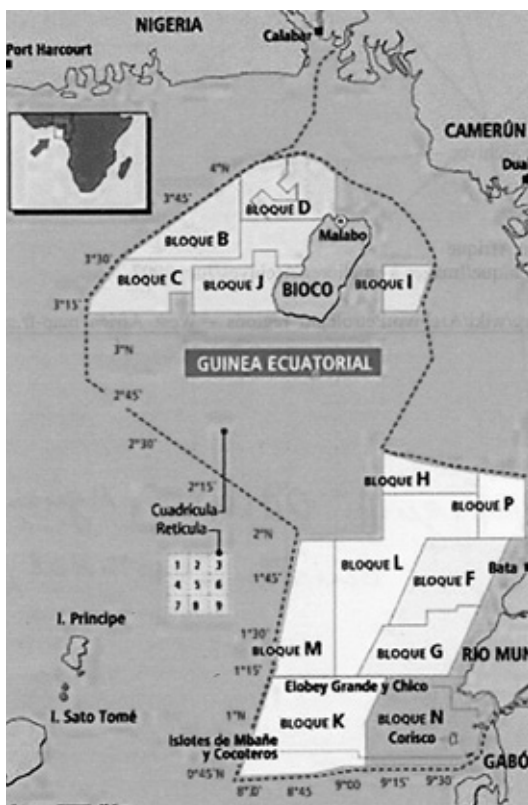 NIGERIA
Calabar
Port Harcourt
CAMERÚN
Dua
4°N
3°45'
BLOQUE D
BLOQUE B
Malabo
3°30'
BLOQUE C
BLOQUE J
BIOCO
BLOQUE I
3°15'
3°N
GUINEA ECUATORIAL
2°45'
2°30'
BLOQUE H
2°15'
BLOQUE P
Cuadrícula
Retícula
2°N
1 2 3
4 5 6
7 8 9
BLOQUE L
Bata
1°45'
BLOQUE F
I. Principe
1°30'
BLOQUE M
BLOQUE G
RIO MUN
1°15'
Elobey Grande y Chico
I. Sato Tomé
1°N
BLOQUE K
BLOQUE N
Islotes de Mbañe
y Cocoteros
Corisco
GABÓ
0°45'N
8°45'
9°00
9°15'
9°30'